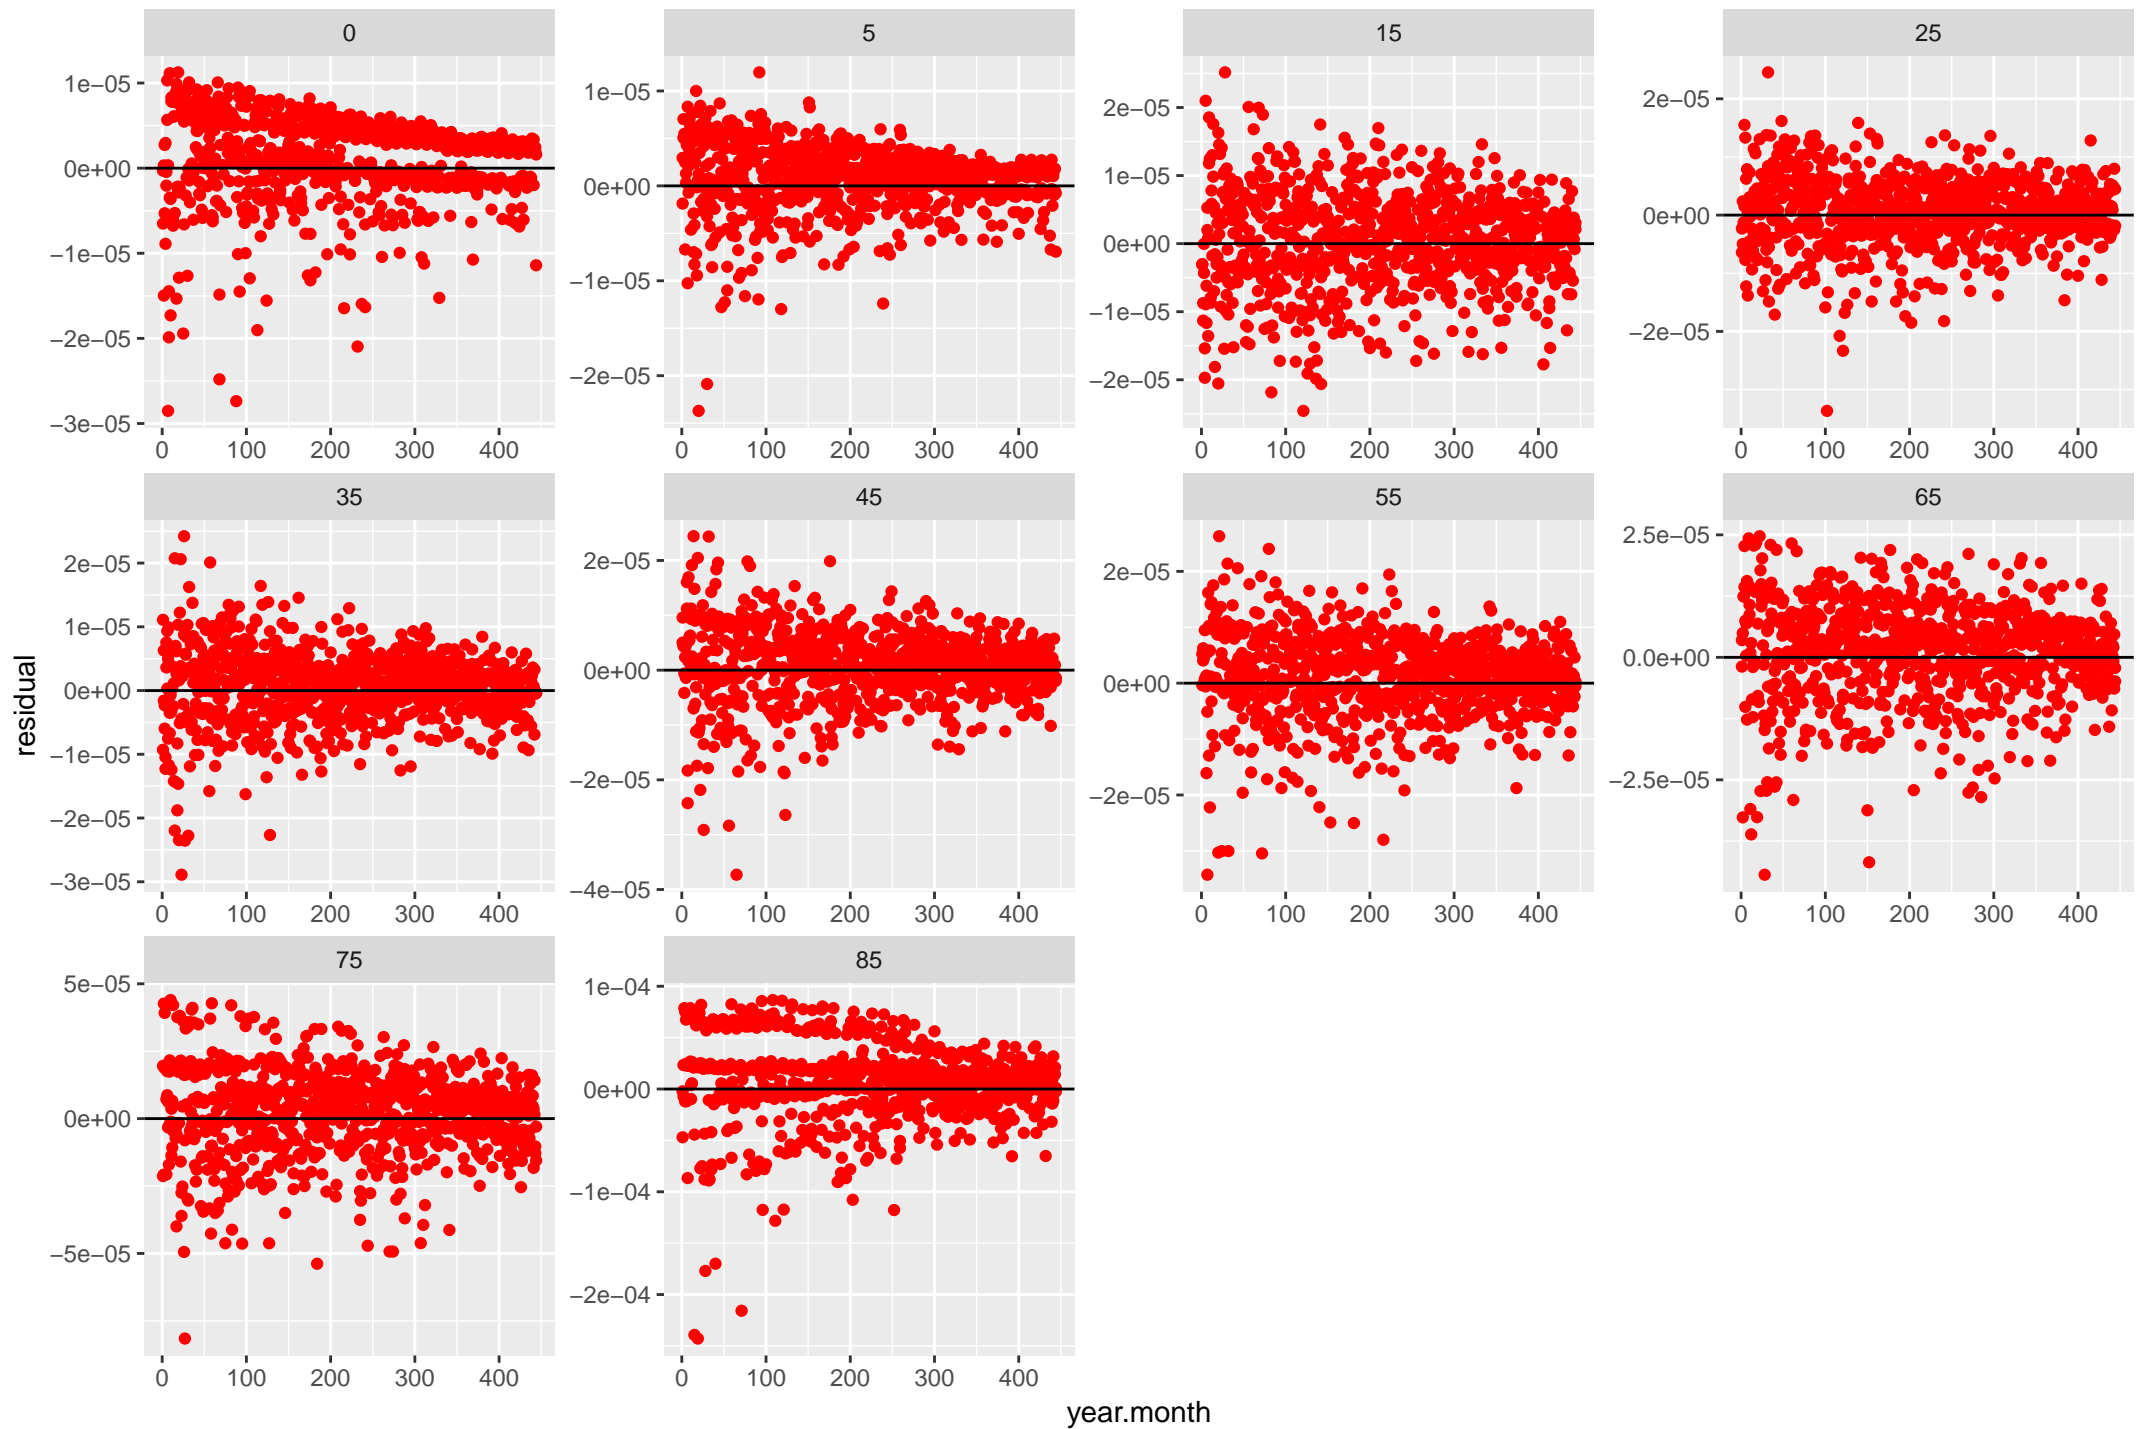 0 5 15 25
1e−05
0e+00
−1e−05
−2e−05
−3e−05
1e−05
0e+00
−1e−05
−2e−05
2e−05
1e−05
0e+00
−1e−05
−2e−05
2e−05
0e+00
−2e−05
0 100 200 300 400 0 100 200 300 400 0 100 200 300 400 0 100 200 300 400
35 45 55 65
2e−05
1e−05
0e+00
−1e−05
−2e−05
−3e−05
2e−05
0e+00
−2e−05
−4e−05
2e−05
0e+00
−2e−05
2.5e−05
0.0e+00
−2.5e−05
0 100 200 300 400 0 100 200 300 400 0 100 200 300 400 0 100 200 300 400
75 85
5e−05
0e+00
−5e−05
1e−04
0e+00
−1e−04
−2e−04
0 100 200 300 400 0 100 200 300 400
residual
year.month